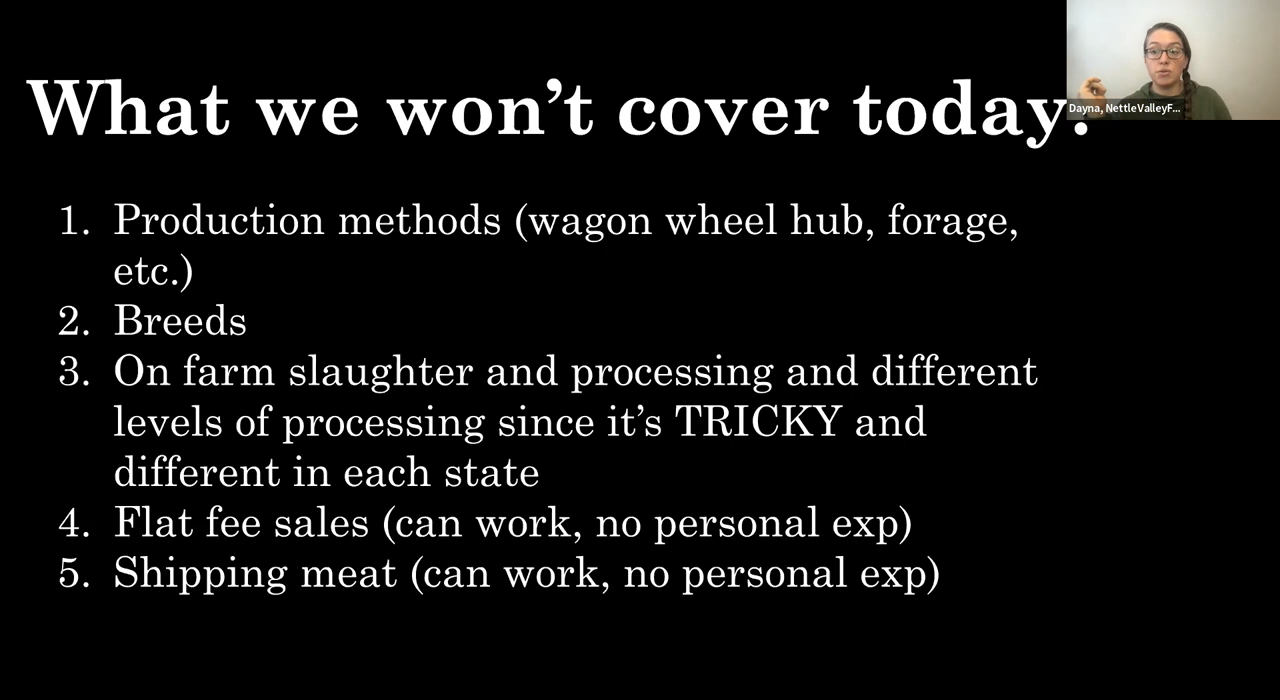 What we won't cover today:
1. Production methods (wagon wheel hub, forage,
etc.)
2. Breeds
3. On farm slaughter and processing and different
levels of processing since it's TRICKY and
different in each state
4. Flat fee sales (can work, no personal exp)
5. Shipping meat (can work, no personal exp)
Dayna, NettleValleyF...